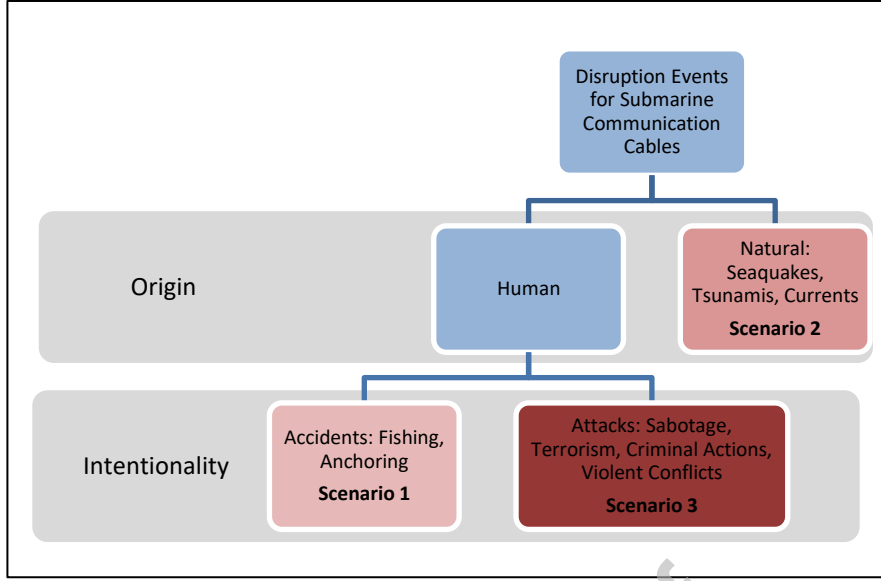 Disruption Events
for Submarine
Communication
Cables
Origin
Human
Natural:
Seaquakes,
Tsunamis, Currents
Scenario 2
Intentionality
Accidents: Fishing,
Anchoring
Scenario 1
Attacks: Sabotage,
Terrorism, Criminal Actions,
Violent Conflicts
Scenario 3